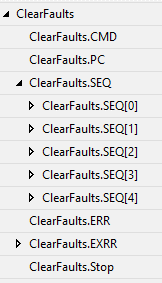 ClearFaults
ClearFaults.CMD
ClearFaults.PC
ClearFaults.SEQ
ClearFaults.SEQ[0]
ClearFaults.SEQ[1]
ClearFaults.SEQ[2]
ClearFaults.SEQ[3]
ClearFaults.SEQ[4]
ClearFaults.ERR
ClearFaults.EXRR
ClearFaults.Stop